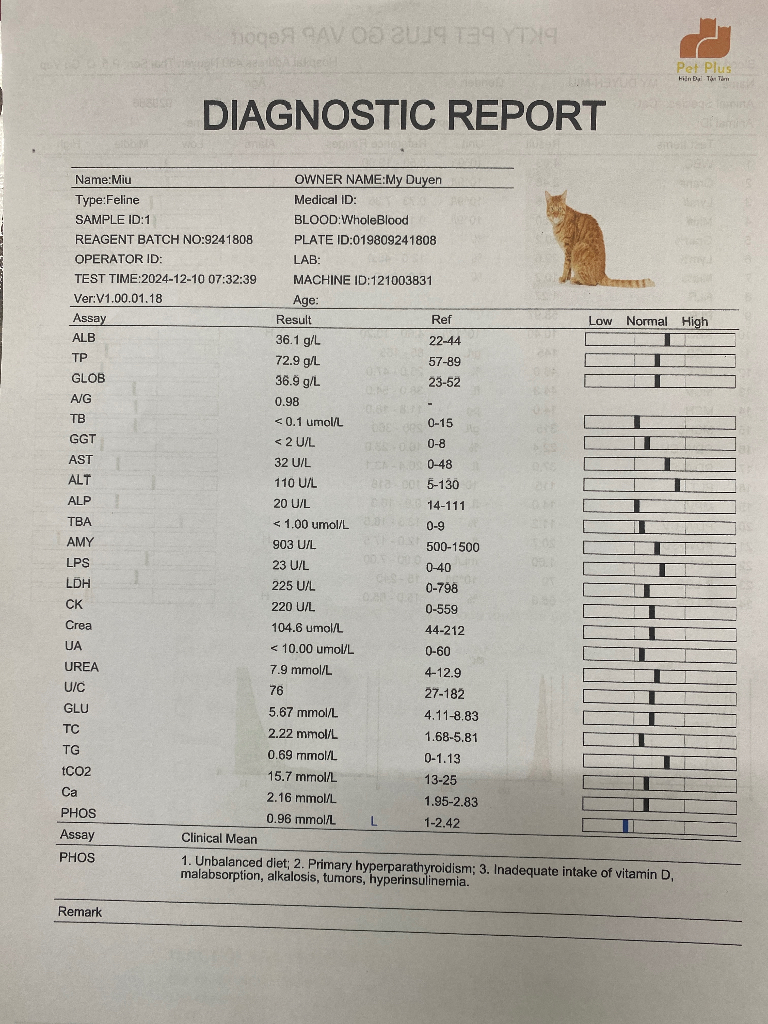 Pet Plus
Hiện Đại - Tận Tâm
DIAGNOSTIC REPORT
Name:Miu OWNER NAME:My Duyen
Type:Feline Medical ID:
SAMPLE ID:1 BLOOD:WholeBlood
REAGENT BATCH NO:9241808 PLATE ID:019809241808
OPERATOR ID: LAB:
TEST TIME:2024-12-10 07:32:39 MACHINE ID:121003831
Ver:V1.00.01.18 Age:
Assay Result Ref Low Normal High
ALB 36.1 g/L 22-44
TP 72.9 g/L 57-89
GLOB 36.9 g/L 23-52
A/G 0.98 -
TB < 0.1 umol/L 0-15
GGT < 2 U/L 0-8
AST 32 U/L 0-48
ALT 110 U/L 5-130
ALP 20 U/L 14-111
TBA < 1.00 umol/L 0-9
AMY 903 U/L 500-1500
LPS 23 U/L 0-40
LDH 225 U/L 0-798
CK 220 U/L 0-559
Crea 104.6 umol/L 44-212
UA < 10.00 umol/L 0-60
UREA 7.9 mmol/L 4-12.9
U/C 76 27-182
GLU 5.67 mmol/L 4.11-8.83
TC 2.22 mmol/L 1.68-5.81
TG 0.69 mmol/L 0-1.13
tCO2 15.7 mmol/L 13-25
Ca 2.16 mmol/L 1.95-2.83
PHOS 0.96 mmol/L L 1-2.42
Assay Clinical Mean
PHOS 1. Unbalanced diet; 2. Primary hyperparathyroidism; 3. Inadequate intake of vitamin D,
malabsorption, alkalosis, tumors, hyperinsulinemia.
Remark